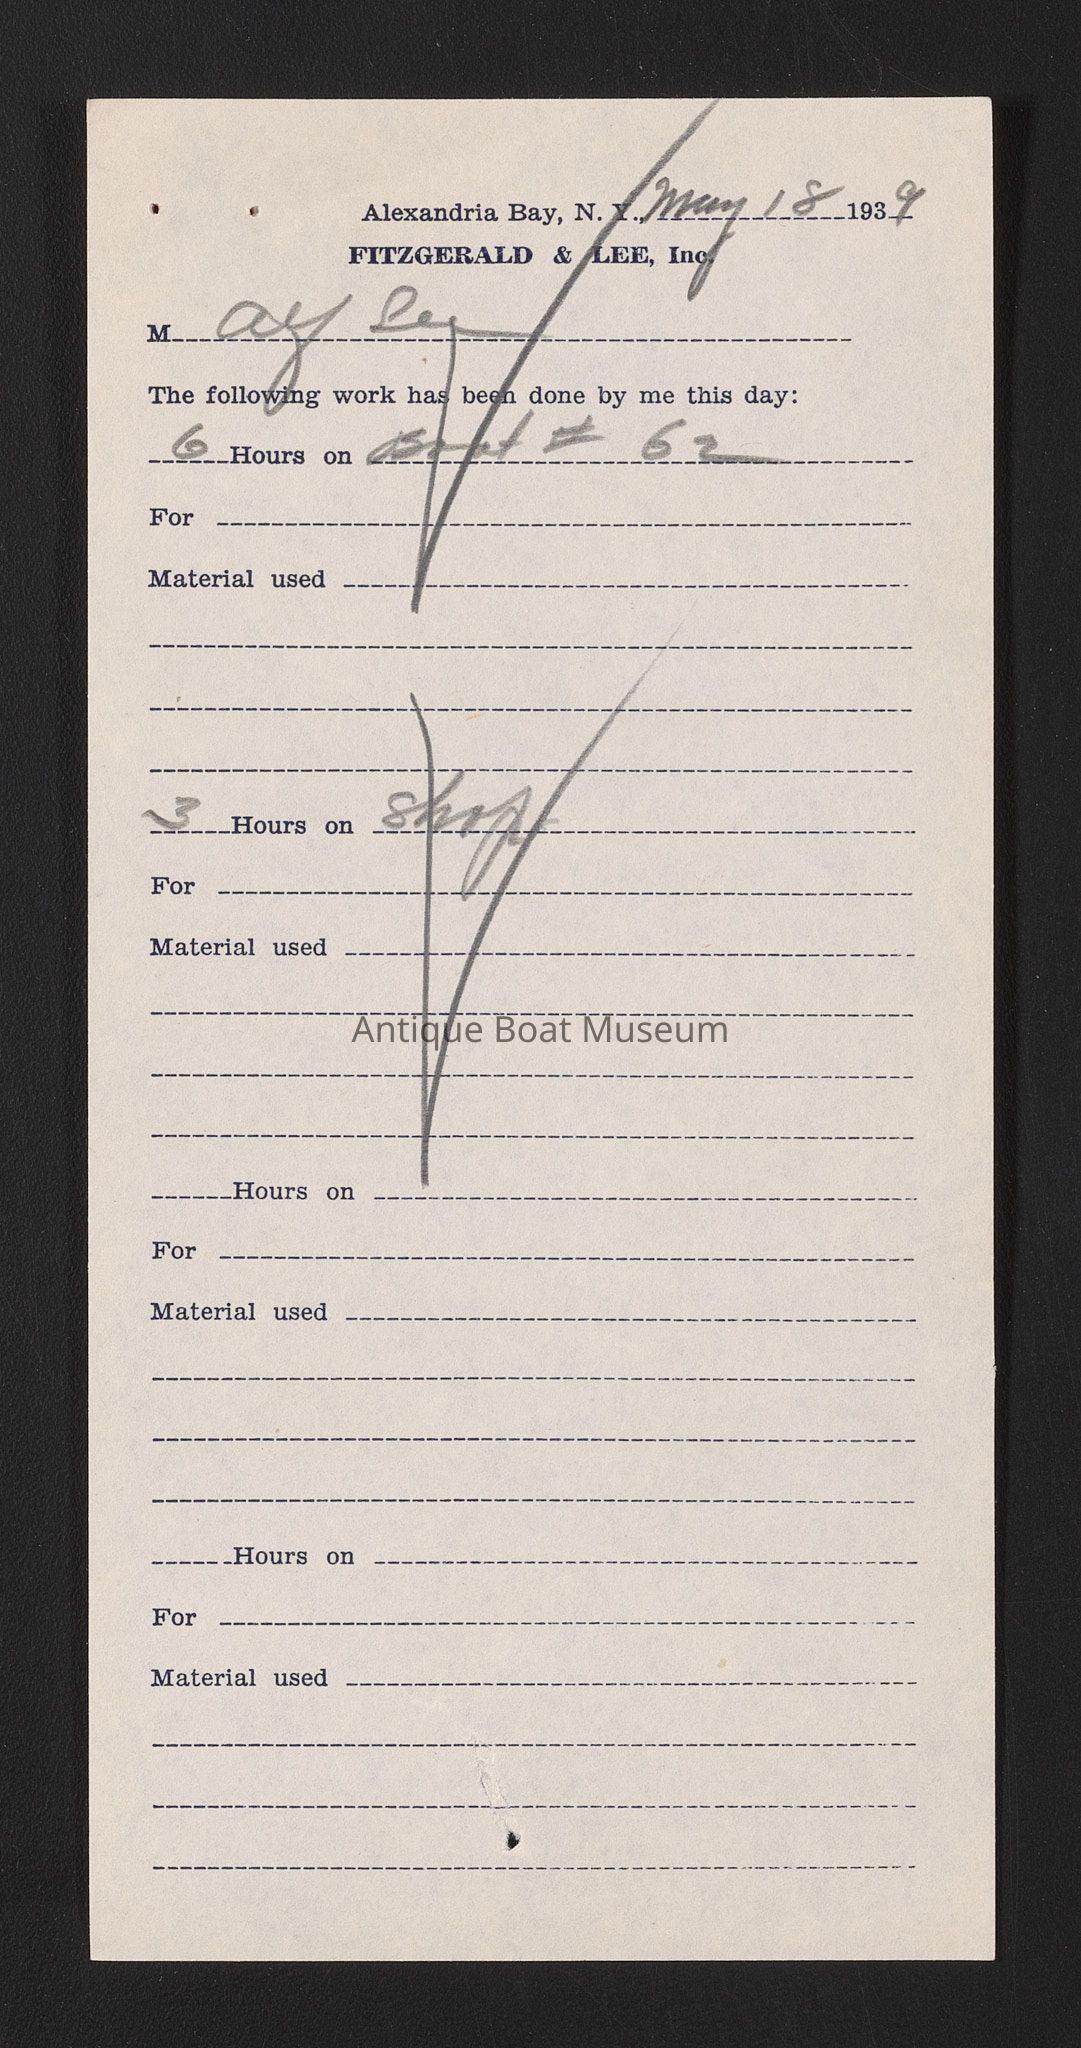 Alexandria Bay, N. Y., May 18 1939
FITZGERALD & LEE, Inc.
M Alf Lee
The following work has been done by me this day:
6 Hours on Boat # 62
For
Material used
3 Hours on Shop
For
Material used
Antique Boat Museum
Hours on
For
Material used
Hours on
For
Material used